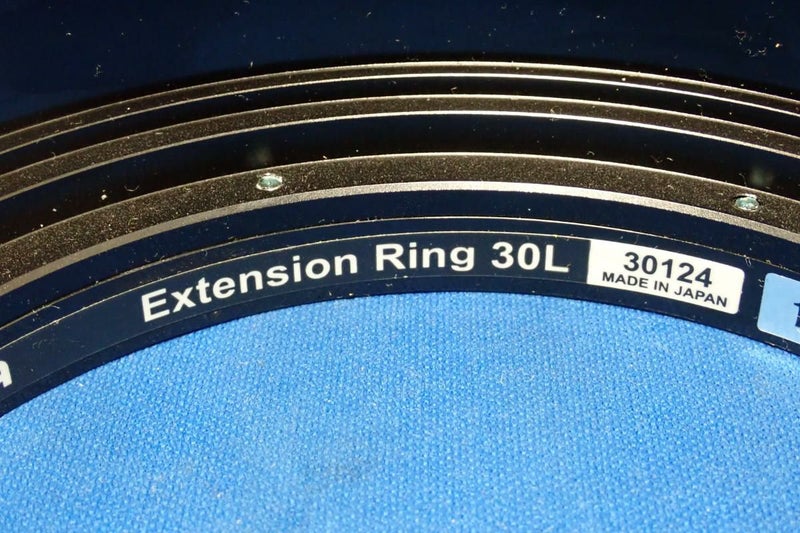 Extension Ring 30L
30124
MADE IN JAPAN